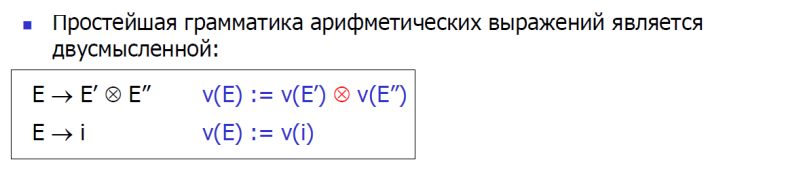 Простейшая грамматика арифметических выражений является
двусмысленной:
E → E′ ⊗ E″ v(E) := v(E′) ⊗ v(E″)
E → i v(E) := v(i)